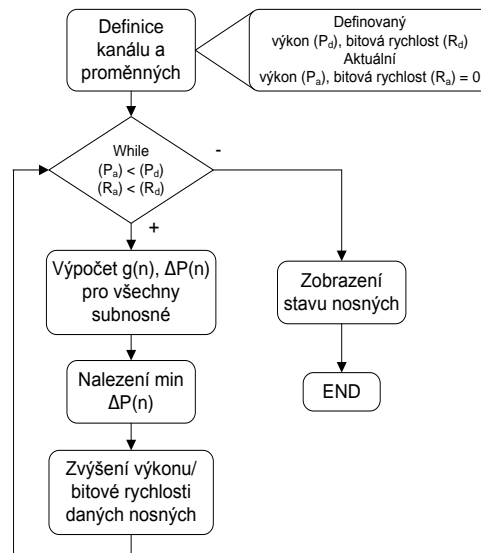 Definice
kanálu a
proměnných
Definovaný
výkon (Pd), bitová rychlost (Rd)
Aktuální
výkon (Pa), bitová rychlost (Ra) = 0
While
(Pa) < (Pd)
(Ra) < (Rd)
-
+
Výpočet g(n), ΔP(n)
pro všechny
subnosné
Zobrazení
stavu nosných
Nalezení min
ΔP(n)
END
Zvýšení výkonu/
bitové rychlosti
daných nosných